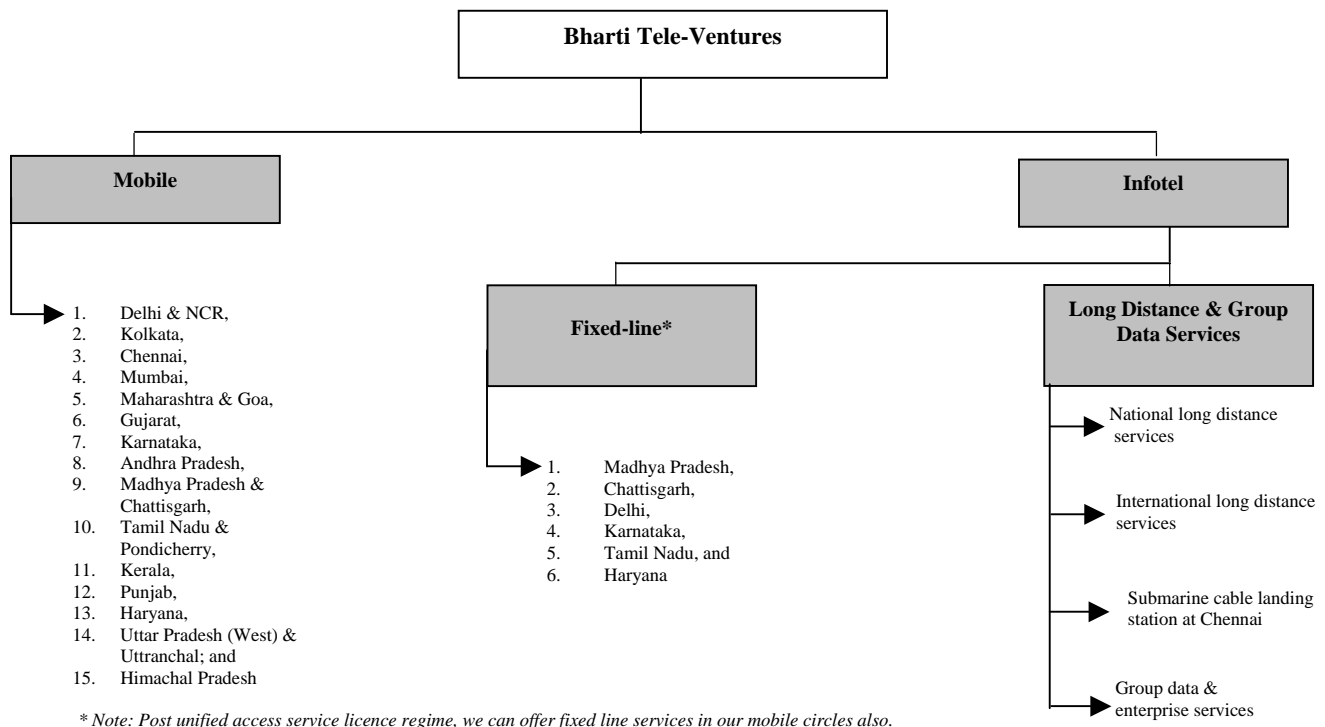 Bharti Tele-Ventures
Mobile
Infotel
1. Delhi & NCR,
2. Kolkata,
3. Chennai,
4. Mumbai,
5. Maharashtra & Goa,
6. Gujarat,
7. Karnataka,
8. Andhra Pradesh,
9. Madhya Pradesh &
Chattisgarh,
10. Tamil Nadu &
Pondicherry,
11. Kerala,
12. Punjab,
13. Haryana,
14. Uttar Pradesh (West) &
Uttranchal; and
15. Himachal Pradesh
Fixed-line*
1. Madhya Pradesh,
2. Chattisgarh,
3. Delhi,
4. Karnataka,
5. Tamil Nadu, and
6. Haryana
Long Distance & Group
Data Services
National long distance
services
International long distance
services
Submarine cable landing
station at Chennai
Group data &
enterprise services
* Note: Post unified access service licence regime, we can offer fixed line services in our mobile circles also.